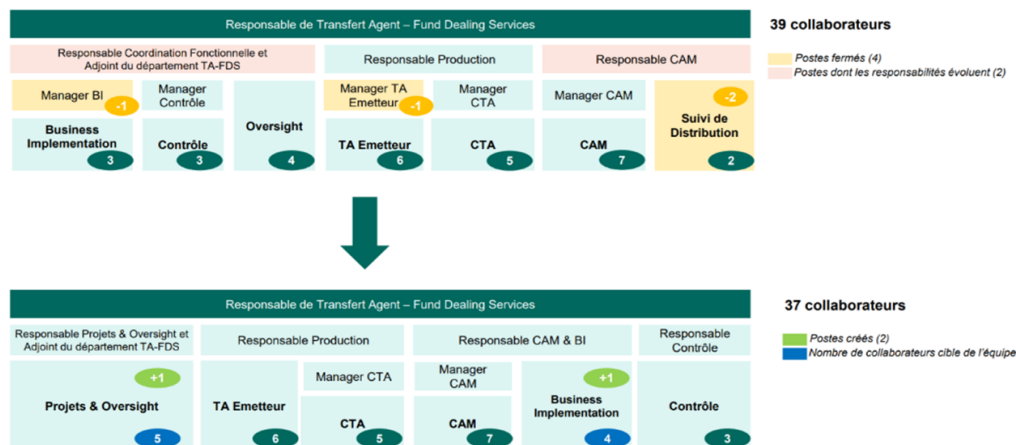 Responsable de Transfert Agent – Fund Dealing Services
39 collaborateurs
Responsable Coordination Fonctionnelle et
Adjoint du département TA-FDS
Responsable Production
Responsable CAM
Postes fermés (4)
Postes dont les responsabilités évoluent (2)
Manager BI
-1
Manager
Contrôle
Manager TA
Emetteur
-1
Manager
CTA
Manager CAM
-2
Business
Implementation
3
Contrôle
3
Oversight
4
TA Emetteur
6
CTA
5
CAM
7
Suivi de
Distribution
2
Responsable de Transfert Agent – Fund Dealing Services
37 collaborateurs
Responsable Projets & Oversight et
Adjoint du département TA-FDS
Responsable Production
Responsable CAM & BI
Responsable
Contrôle
Postes créés (2)
Nombre de collaborateurs cible de l'équipe
+1
Projets & Oversight
5
TA Emetteur
6
Manager CTA
CTA
5
Manager
CAM
CAM
7
+1
Business
Implementation
4
Contrôle
3